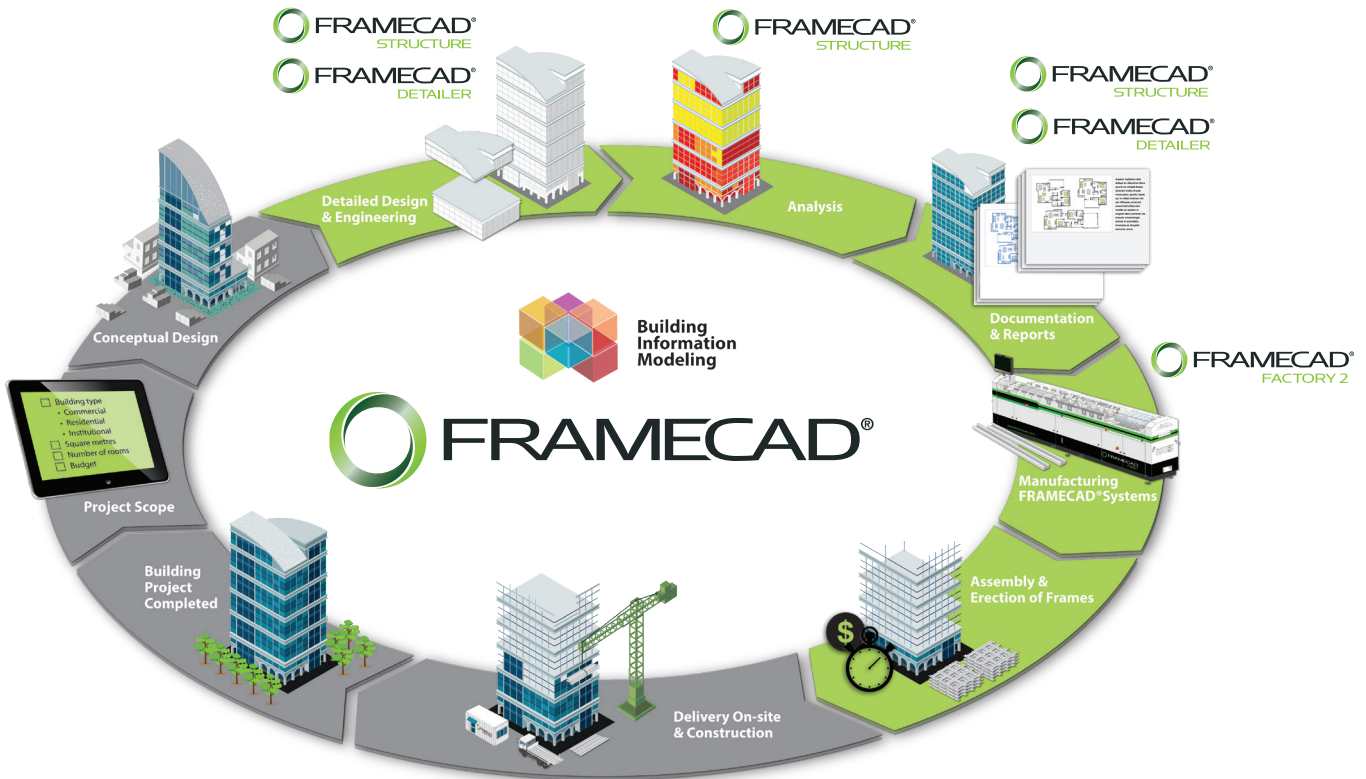 FRAMECAD®
STRUCTURE
FRAMECAD®
DETAILER
FRAMECAD®
STRUCTURE
FRAMECAD®
STRUCTURE
FRAMECAD®
DETAILER
Detailed Design
& Engineering
Analysis
Documentation
& Reports
Conceptual Design
Building
Information
Modeling
FRAMECAD®
FACTORY 2
FRAMECAD®
Building type
• Commercial
• Residential
• Institutional
Square metres
Number of rooms
Budget
Project Scope
FRAMECAD
Manufacturing
FRAMECAD®Systems
Building
Project
Completed
Assembly &
Erection of Frames
$
Delivery On-site
& Construction